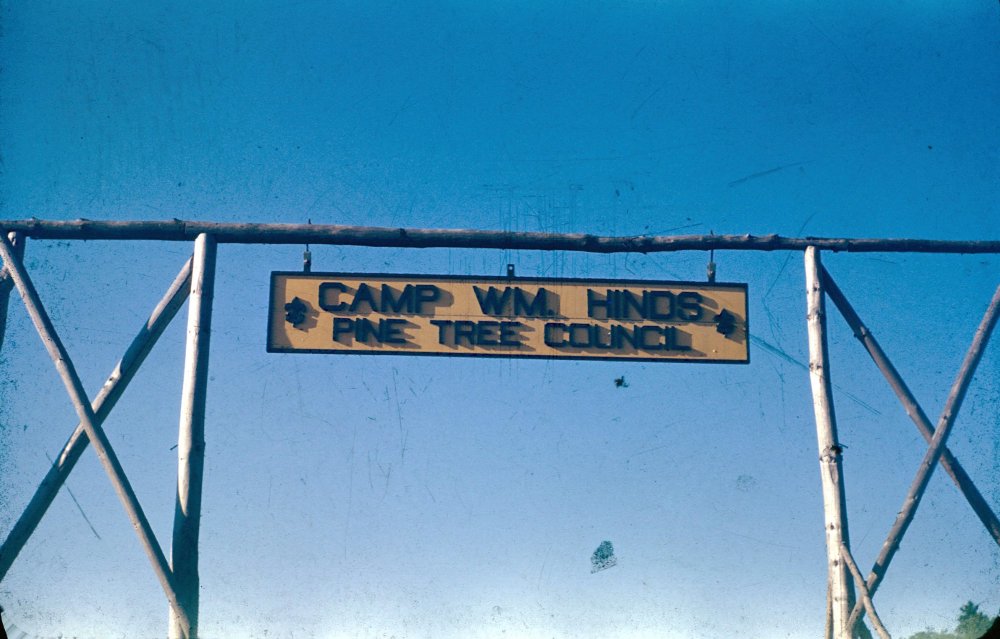 CAMP WM. HINDS
PINE TREE COUNCIL